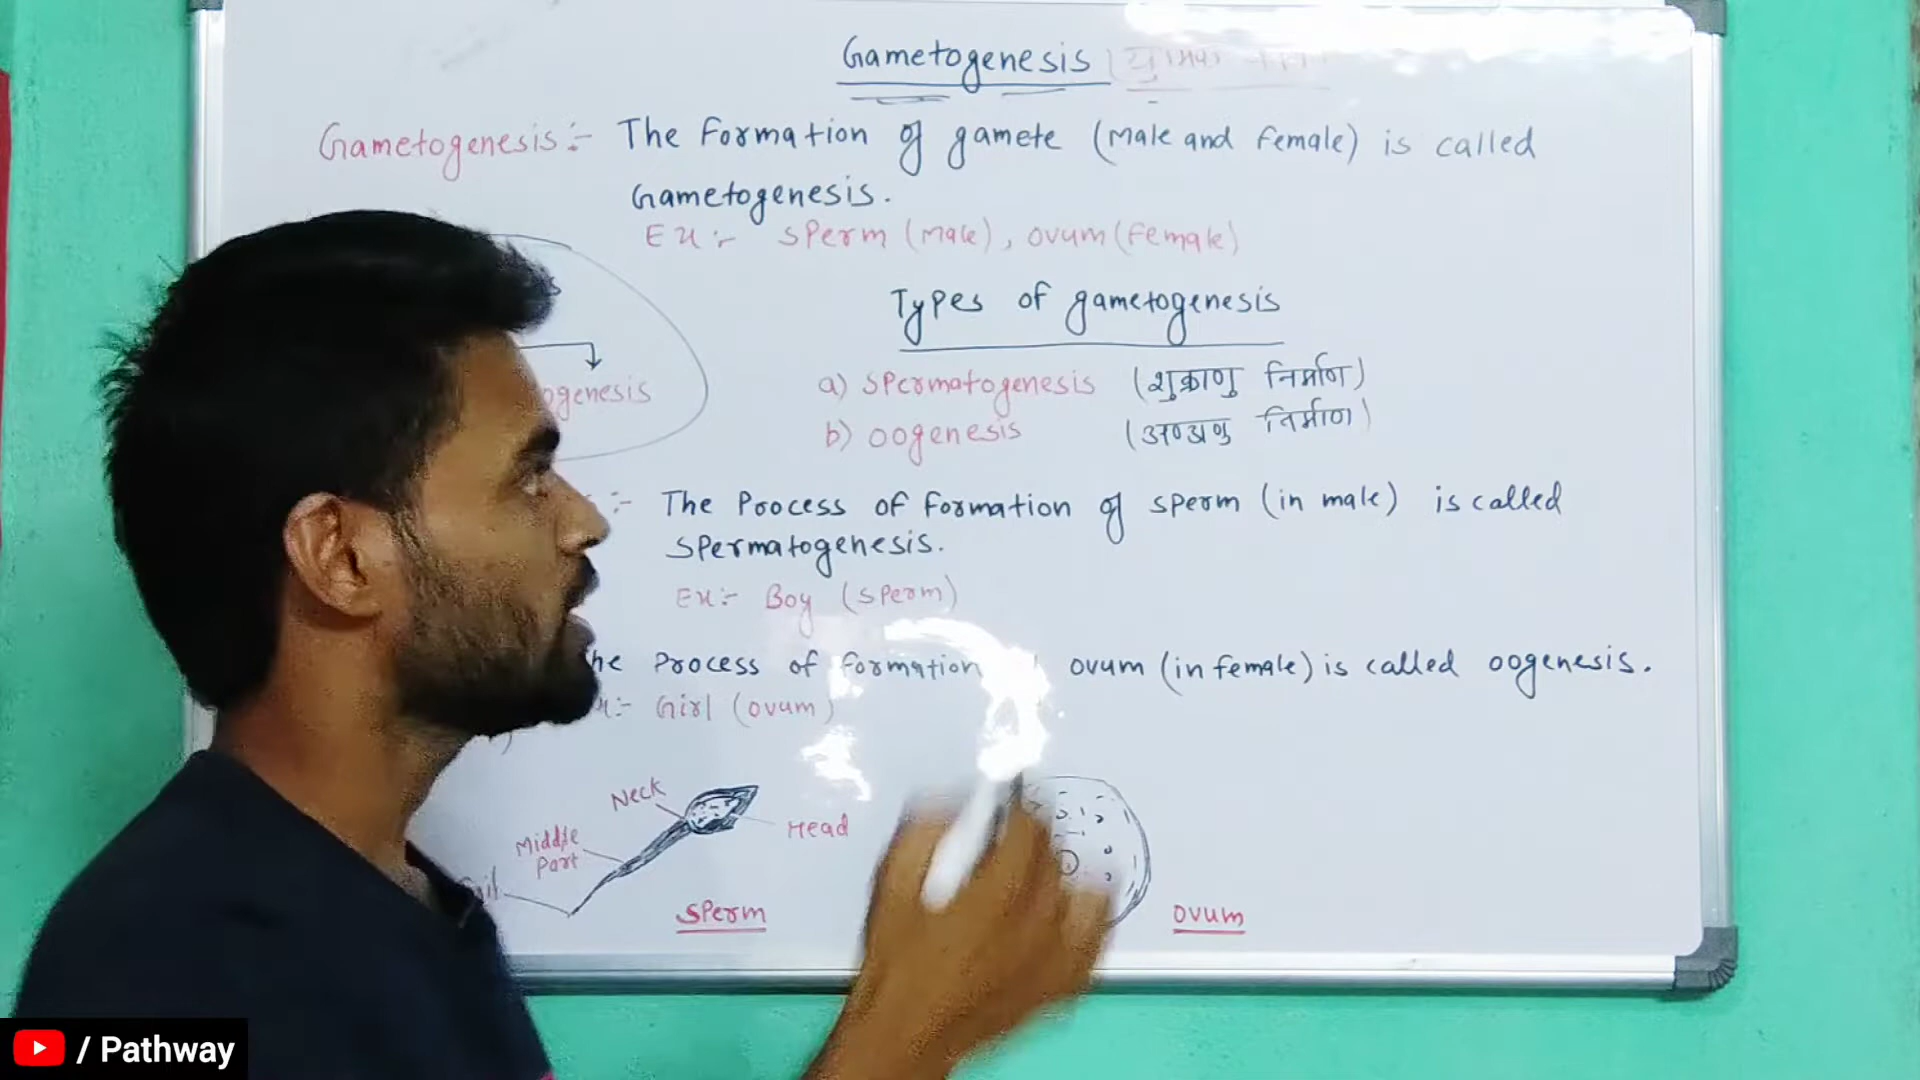 Gametogenesis
Gametogenesis :- The Formation of gamete (Male and Female) is called
Gametogenesis.
Ex :- Sperm (Male), Ovum (Female)
Types of gametogenesis
a) Spermatogenesis (शुक्राणु निर्माण)
b) oogenesis (अण्डाणु निर्माण)
ogenesis
:- The Process of Formation of Sperm (in male) is called
Spermatogenesis.
Ex :- Boy (Sperm)
he Process of formation ovum (in female) is called oogenesis.
:- Girl (ovum)
Neck
Middle
Part
Head
Sperm
Ovum
/ Pathway